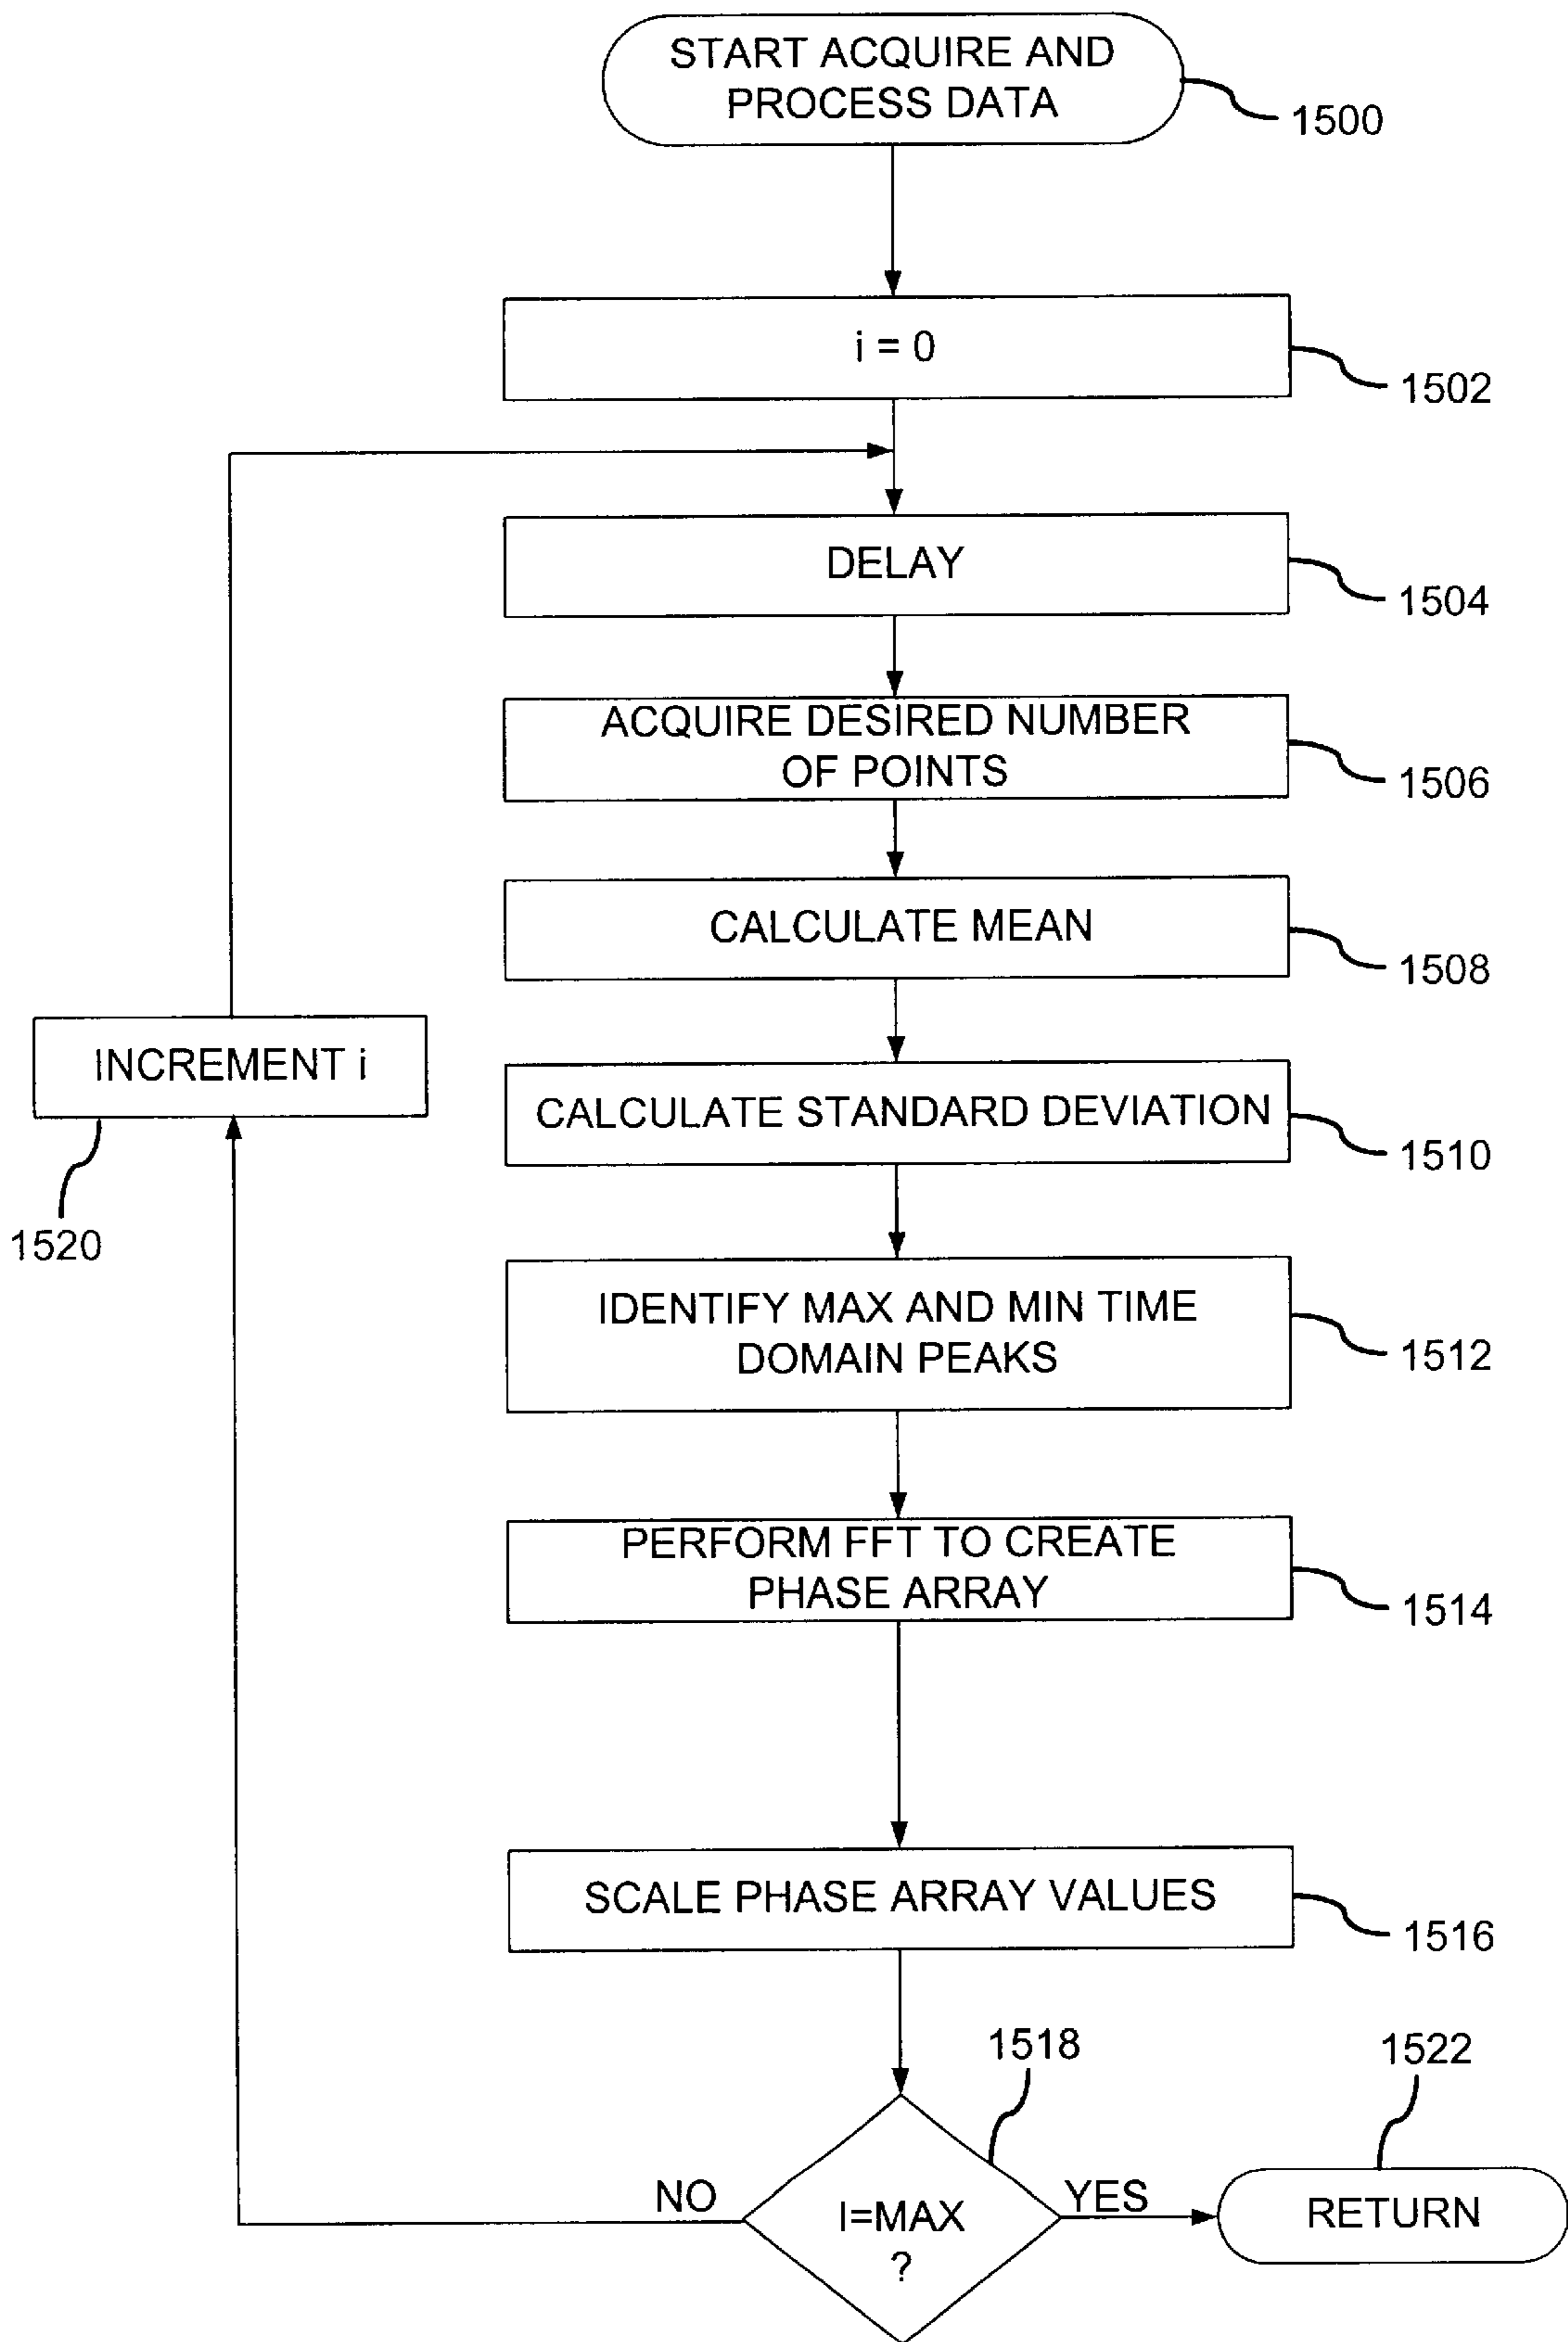 START ACQUIRE AND
PROCESS DATA
1500
i = 0
1502
DELAY
1504
ACQUIRE DESIRED NUMBER
OF POINTS
1506
CALCULATE MEAN
1508
INCREMENT i
1520
CALCULATE STANDARD DEVIATION
1510
IDENTIFY MAX AND MIN TIME
DOMAIN PEAKS
1512
PERFORM FFT TO CREATE
PHASE ARRAY
1514
SCALE PHASE ARRAY VALUES
1516
1518
1522
NO
I=MAX
?
YES
RETURN